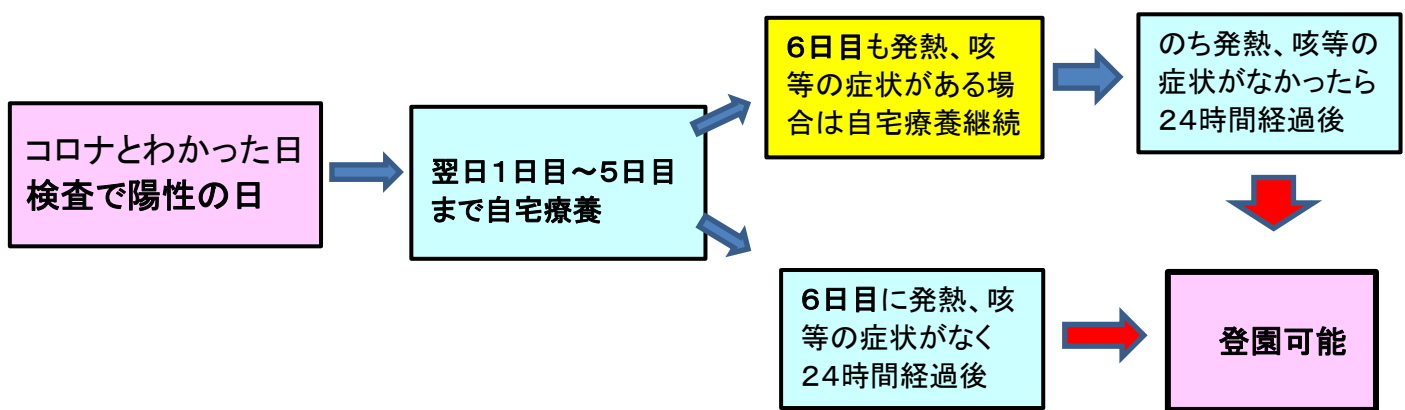 コロナとわかった日
検査で陽性の日
翌日1日目～5日目
まで自宅療養
6日目も発熱、咳
等の症状がある場
合は自宅療養継続
のち発熱、咳等の
症状がなかったら
24時間経過後
6日目に発熱、咳
等の症状がなく
24時間経過後
登園可能